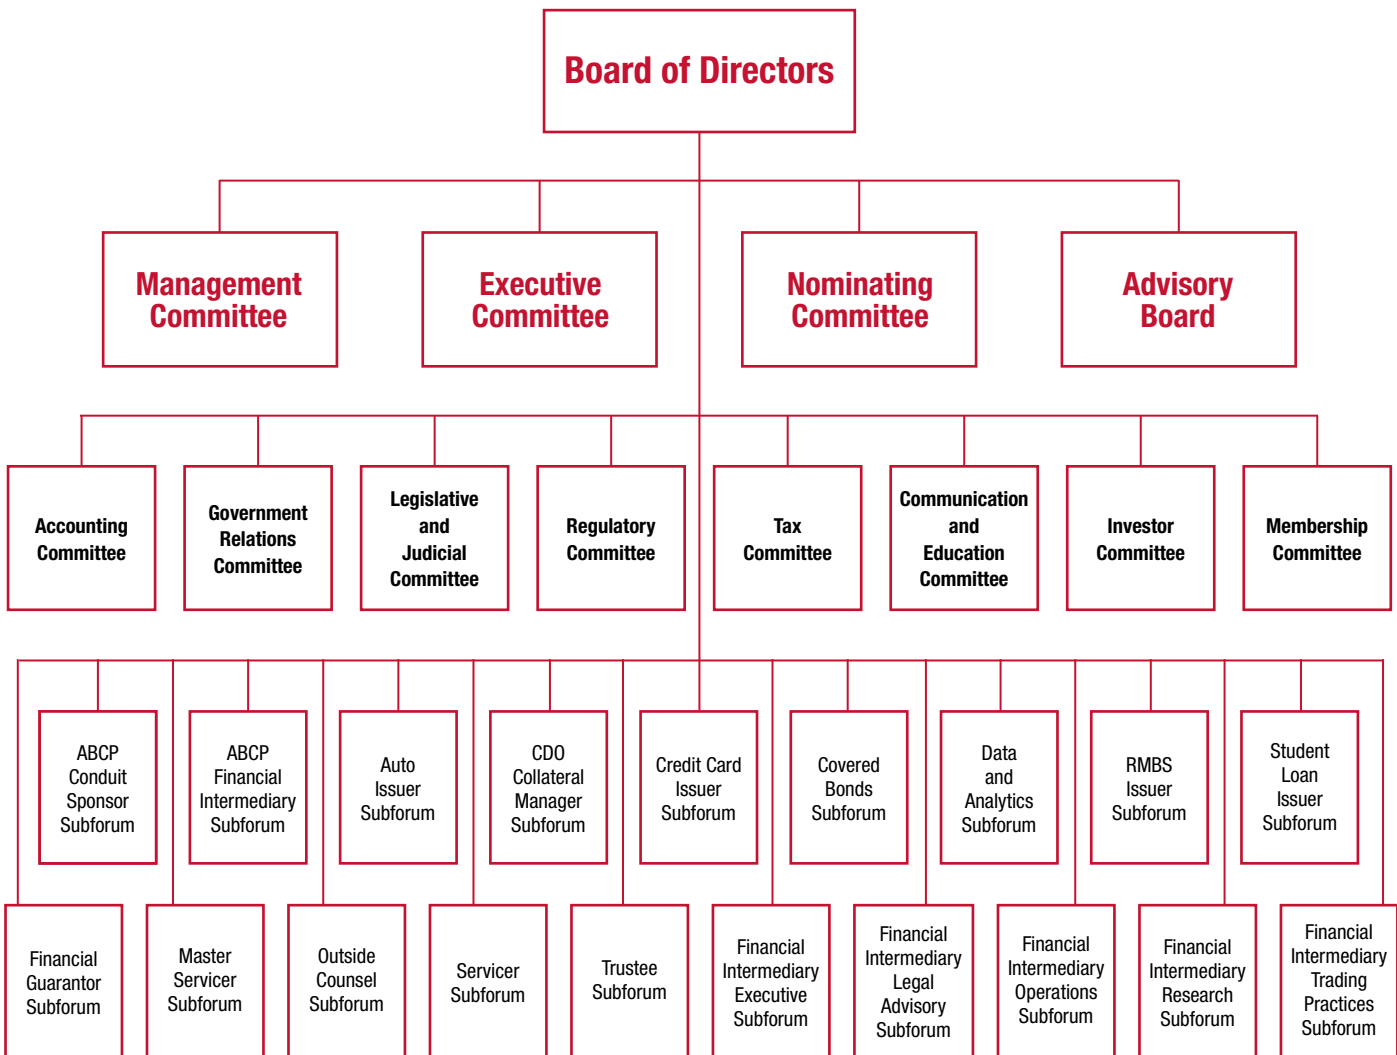 Board of Directors
Management
Committee
Executive
Committee
Nominating
Committee
Advisory
Board
Accounting
Committee
Government
Relations
Committee
Legislative
and
Judicial
Committee
Regulatory
Committee
Tax
Committee
Communication
and
Education
Committee
Investor
Committee
Membership
Committee
ABCP
Conduit
Sponsor
Subforum
ABCP
Financial
Intermediary
Subforum
Auto
Issuer
Subforum
CDO
Collateral
Manager
Subforum
Credit Card
Issuer
Subforum
Covered
Bonds
Subforum
Data
and
Analytics
Subforum
RMBS
Issuer
Subforum
Student
Loan
Issuer
Subforum
Financial
Guarantor
Subforum
Master
Servicer
Subforum
Outside
Counsel
Subforum
Servicer
Subforum
Trustee
Subforum
Financial
Intermediary
Executive
Subforum
Financial
Intermediary
Legal
Advisory
Subforum
Financial
Intermediary
Operations
Subforum
Financial
Intermediary
Research
Subforum
Financial
Intermediary
Trading
Practices
Subforum